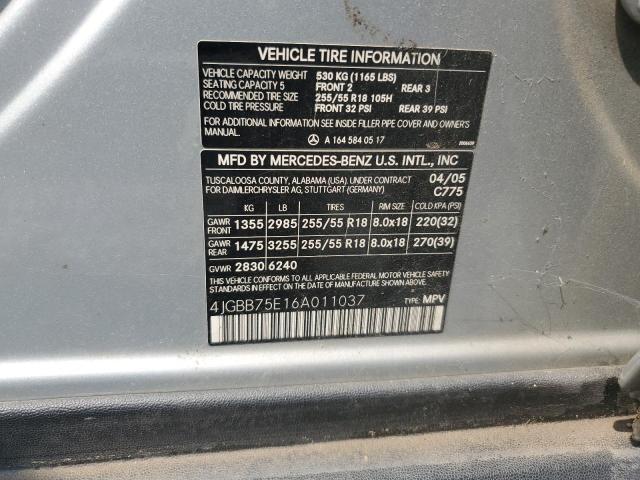 VEHICLE TIRE INFORMATION
VEHICLE CAPACITY WEIGHT 530 KG (1165 LBS)
SEATING CAPACITY 5 FRONT 2 REAR 3
RECOMMENDED TIRE SIZE 255/55 R18 105H
COLD TIRE PRESSURE FRONT 32 PSI REAR 39 PSI
FOR ADDITIONAL INFORMATION SEE INSIDE FILLER PIPE COVER AND OWNER'S
MANUAL.
A 164 584 05 17
MFD BY MERCEDES-BENZ U.S. INTL., INC
TUSCALOOSA COUNTY, ALABAMA (USA). UNDER CONTRACT 04/05
FOR DAIMLERCHRYSLER AG, STUTTGART (GERMANY) C775
KG LB TIRES RIM SIZE COLD KPA (PSI)
GAWR FRONT 1355 2985 255/55 R18 8.0x18 220(32)
GAWR REAR 1475 3255 255/55 R18 8.0x18 270(39)
GVWR 2830 6240
THIS VEHICLE CONFORMS TO ALL APPLICABLE FEDERAL MOTOR VEHICLE SAFETY
STANDARDS IN EFFECT ON THE DATE OF MANUFACTURE SHOWN ABOVE.
4JGBB75E16A011037 TYPE: MPV